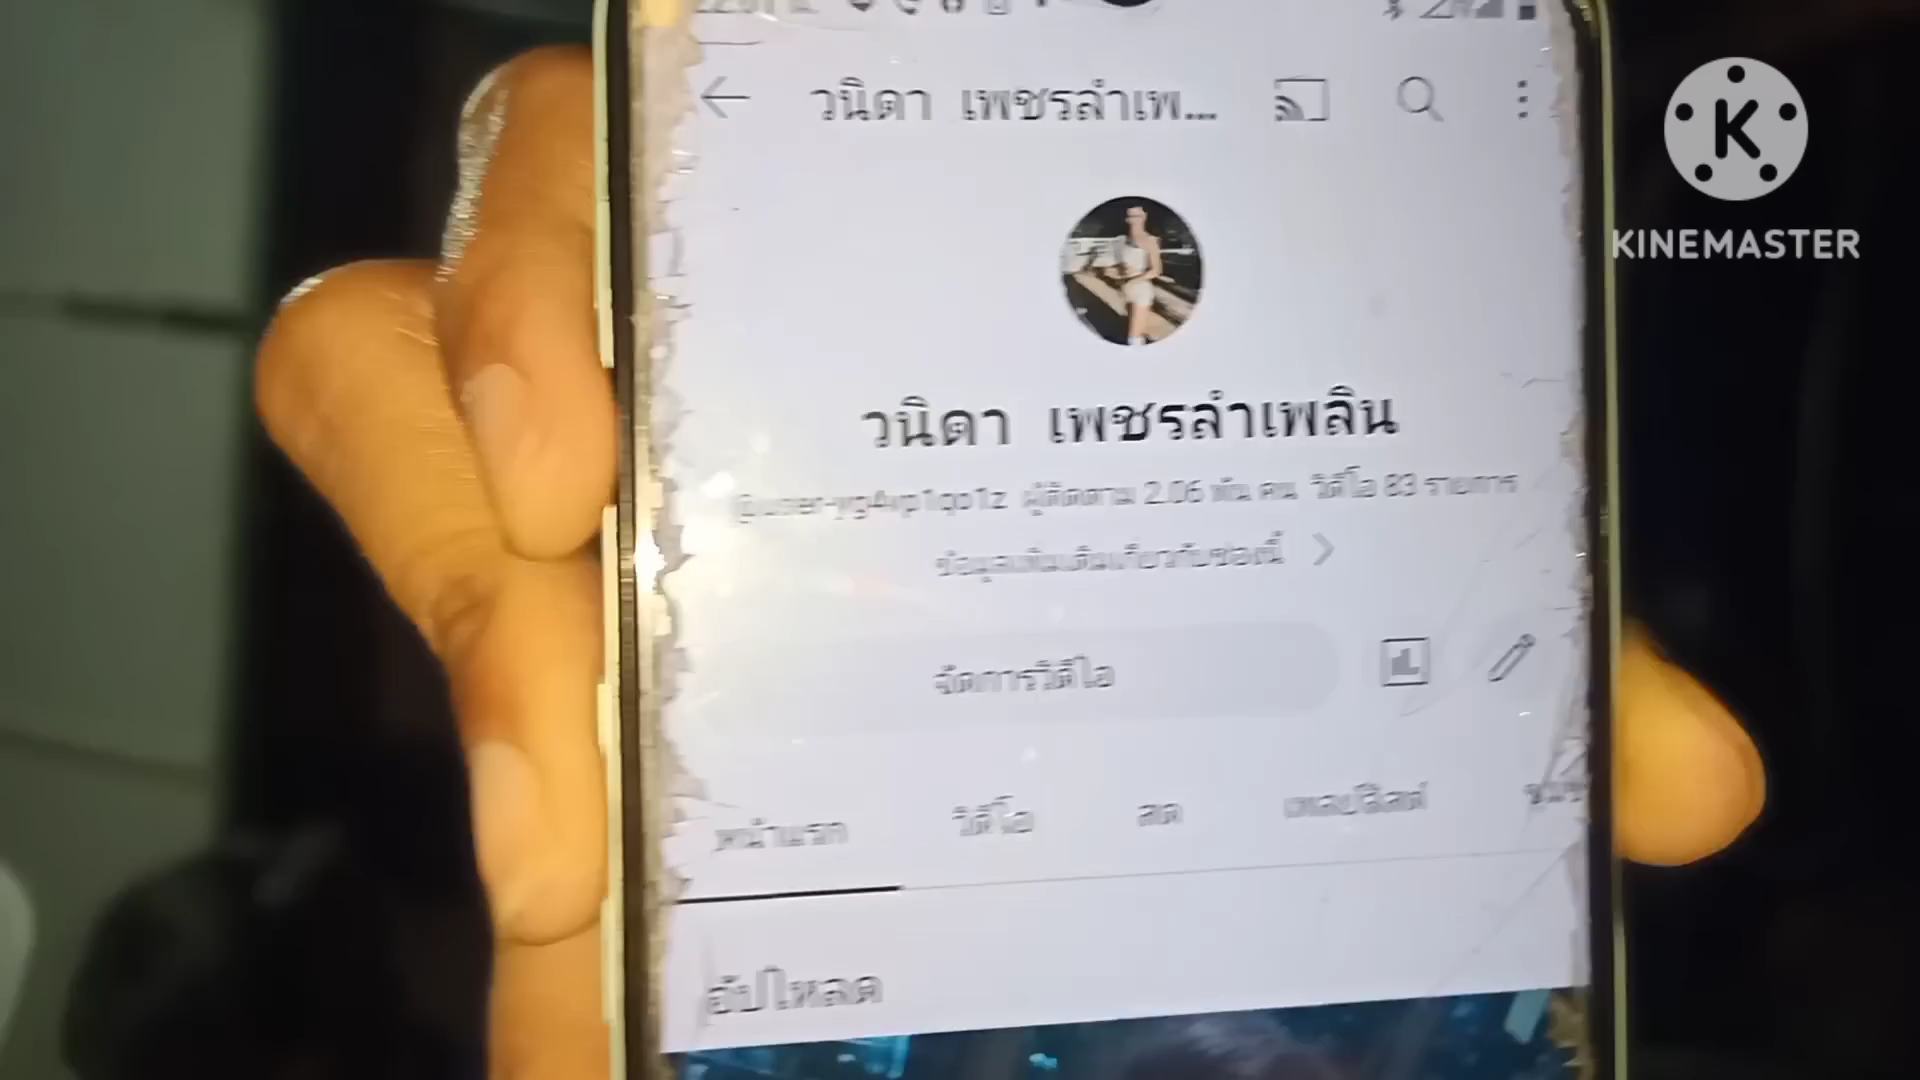 วนิดา เพชรลำเพ...
K
KINEMASTER
วนิดา เพชรลำเพลิน
@user-yg4vp1qp1z ผู้ติดตาม 2.06 พัน คน วิดีโอ 83 รายการ
ข้อมูลเพิ่มเติมเกี่ยวกับช่องนี้
จัดการวิดีโอ
หน้าแรก วิดีโอ สด เพลย์ลิสต์
อัปโหลด